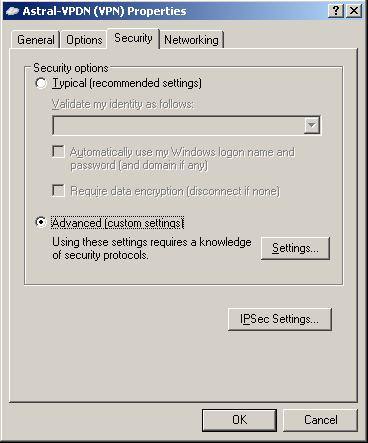 Astral-VPDN (VPN) Properties
General Options Security Networking
Security options
Typical (recommended settings)
Validate my identity as follows:
Automatically use my Windows logon name and
password (and domain if any)
Require data encryption (disconnect if none)
Advanced (custom settings)
Using these settings requires a knowledge
of security protocols.
Settings...
IPSec Settings...
OK Cancel